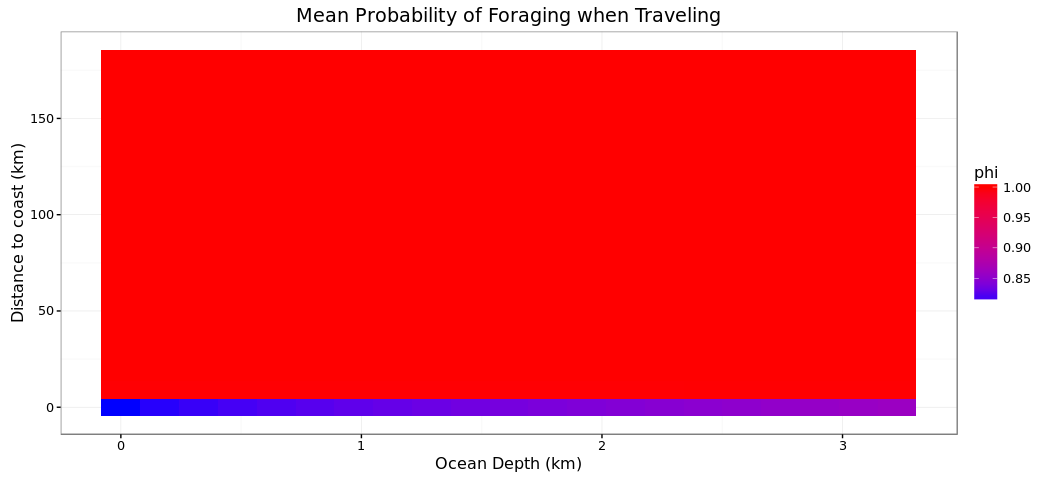 Mean Probability of Foraging when Traveling
Distance to coast (km)
150
100
50
0
0 1 2 3
Ocean Depth (km)
phi
1.00
0.95
0.90
0.85